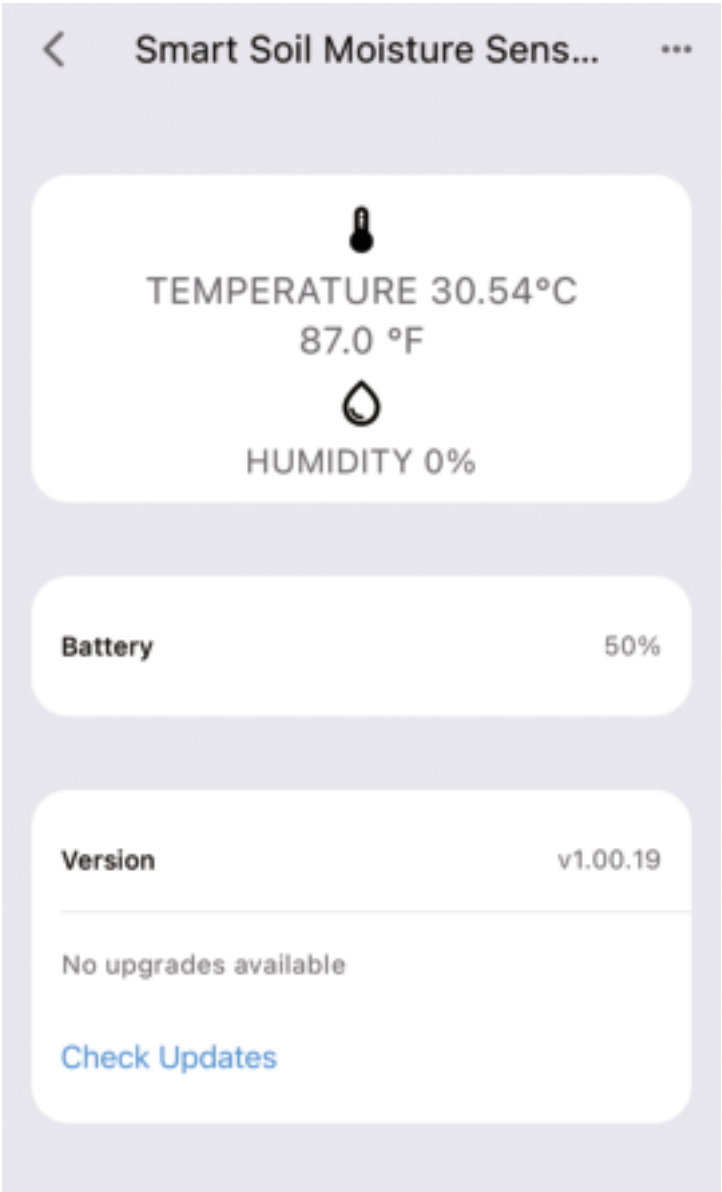 Smart Soil Moisture Sens...
TEMPERATURE 30.54°C
87.0 °F
HUMIDITY 0%
Battery 50%
Version v1.00.19
No upgrades available
Check Updates